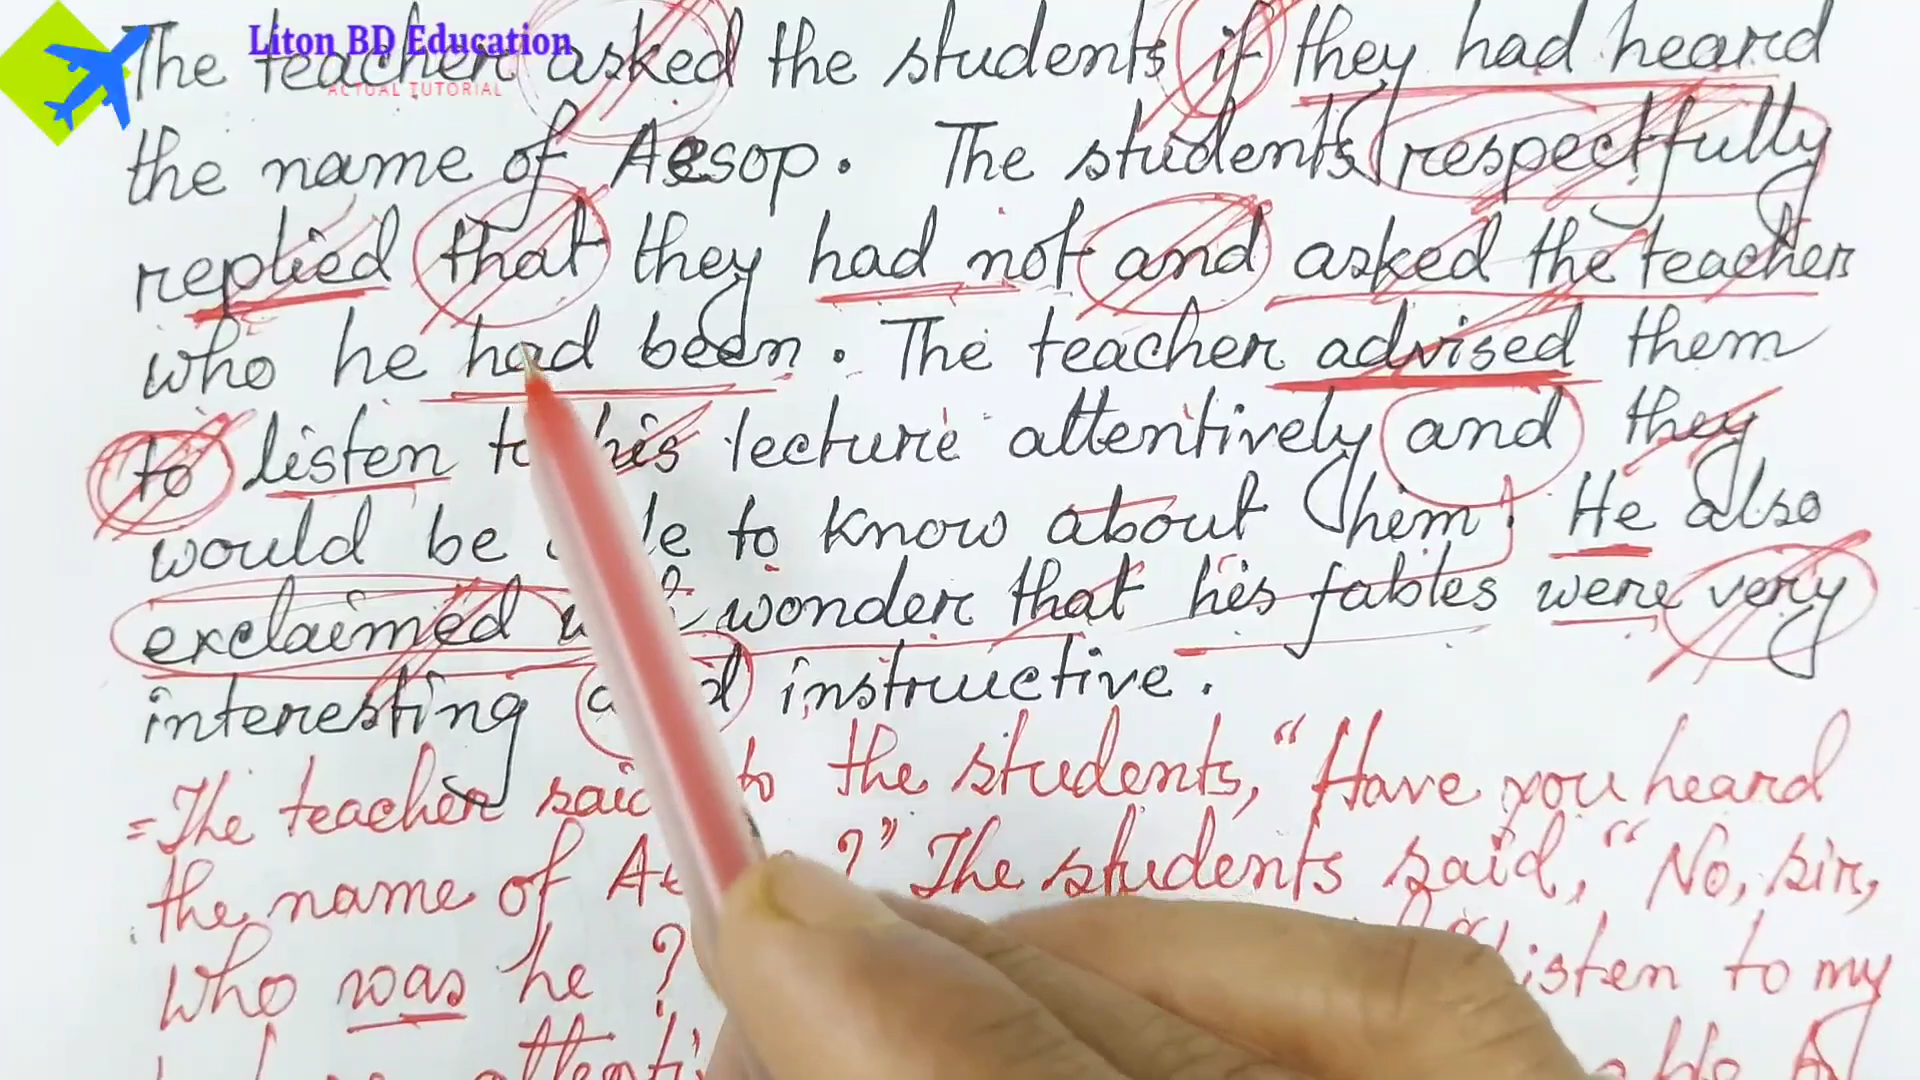 Liton BD Education
ACTUAL TUTORIAL
The teacher asked the students if they had heard
the name of Aesop. The students respectfully
replied that they had not and asked the teacher
who he had been. The teacher advised them
to listen to his lecture attentively and they
would be to know about them. He also
exclaimed wonder that his fables were very
interesting and instructive.
= The teacher said to the students, "Have you heard
the name of ?" The students said, "No, sir,
who was he ?
listen to my